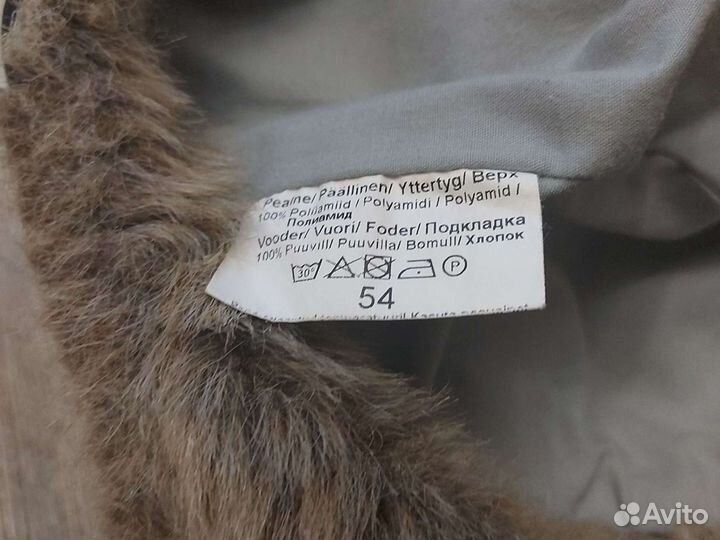 Pealne/ Päällinen/ Yttertyg/ Верх
100% Polüamiid / Polyamidi / Polyamid /
Полиамид
Vooder/ Vuori/ Foder/ Подкладка
100% Puuvill/ Puuvilla/ Bomull/ Хлопок
30° P
54
Avito